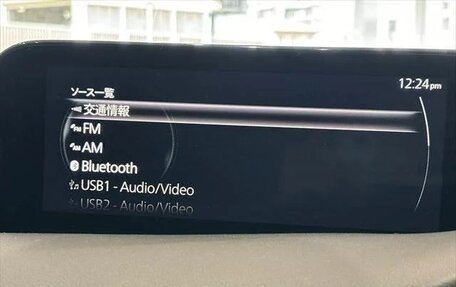 12:24pm
ソース一覧
交通情報
FM
AM
Bluetooth
USB1 - Audio/Video
USB2 - Audio/Video